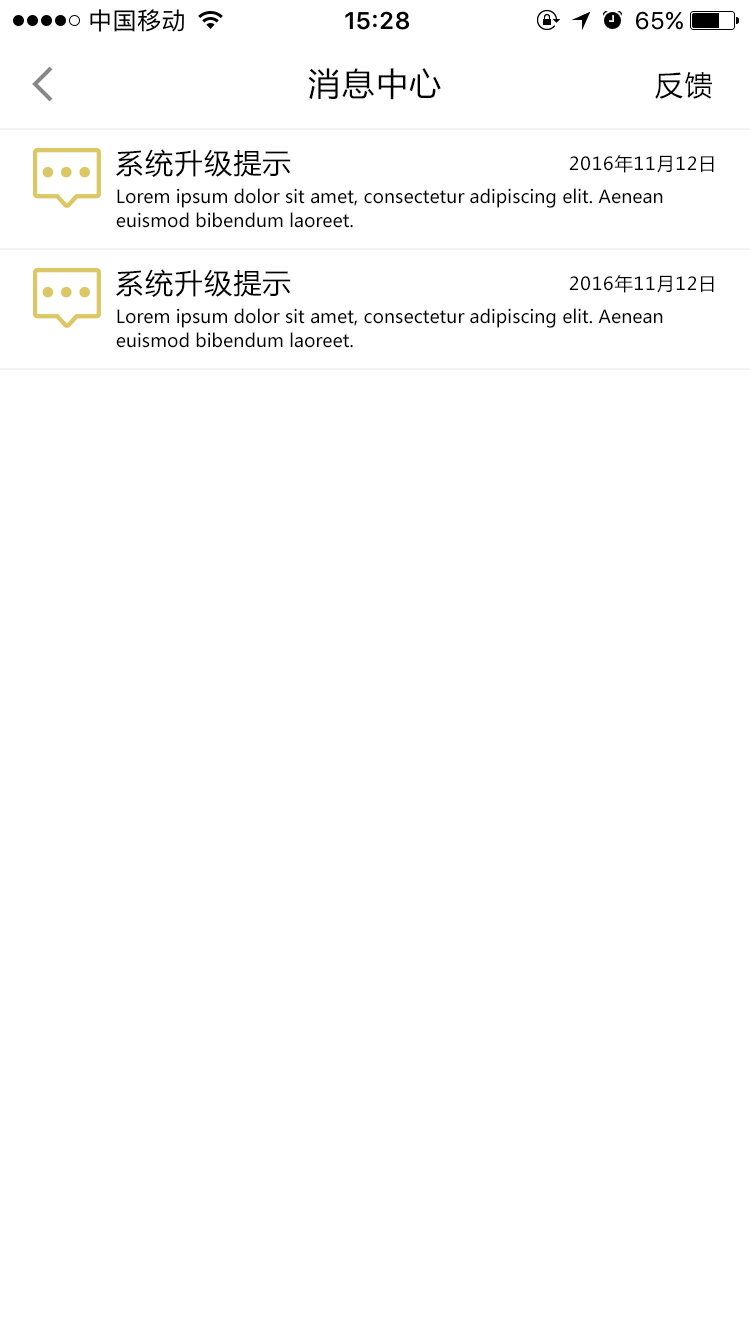 中国移动 15:28 65%
消息中心 反馈
系统升级提示 2016年11月12日
Lorem ipsum dolor sit amet, consectetur adipiscing elit. Aenean
euismod bibendum laoreet.
系统升级提示 2016年11月12日
Lorem ipsum dolor sit amet, consectetur adipiscing elit. Aenean
euismod bibendum laoreet.